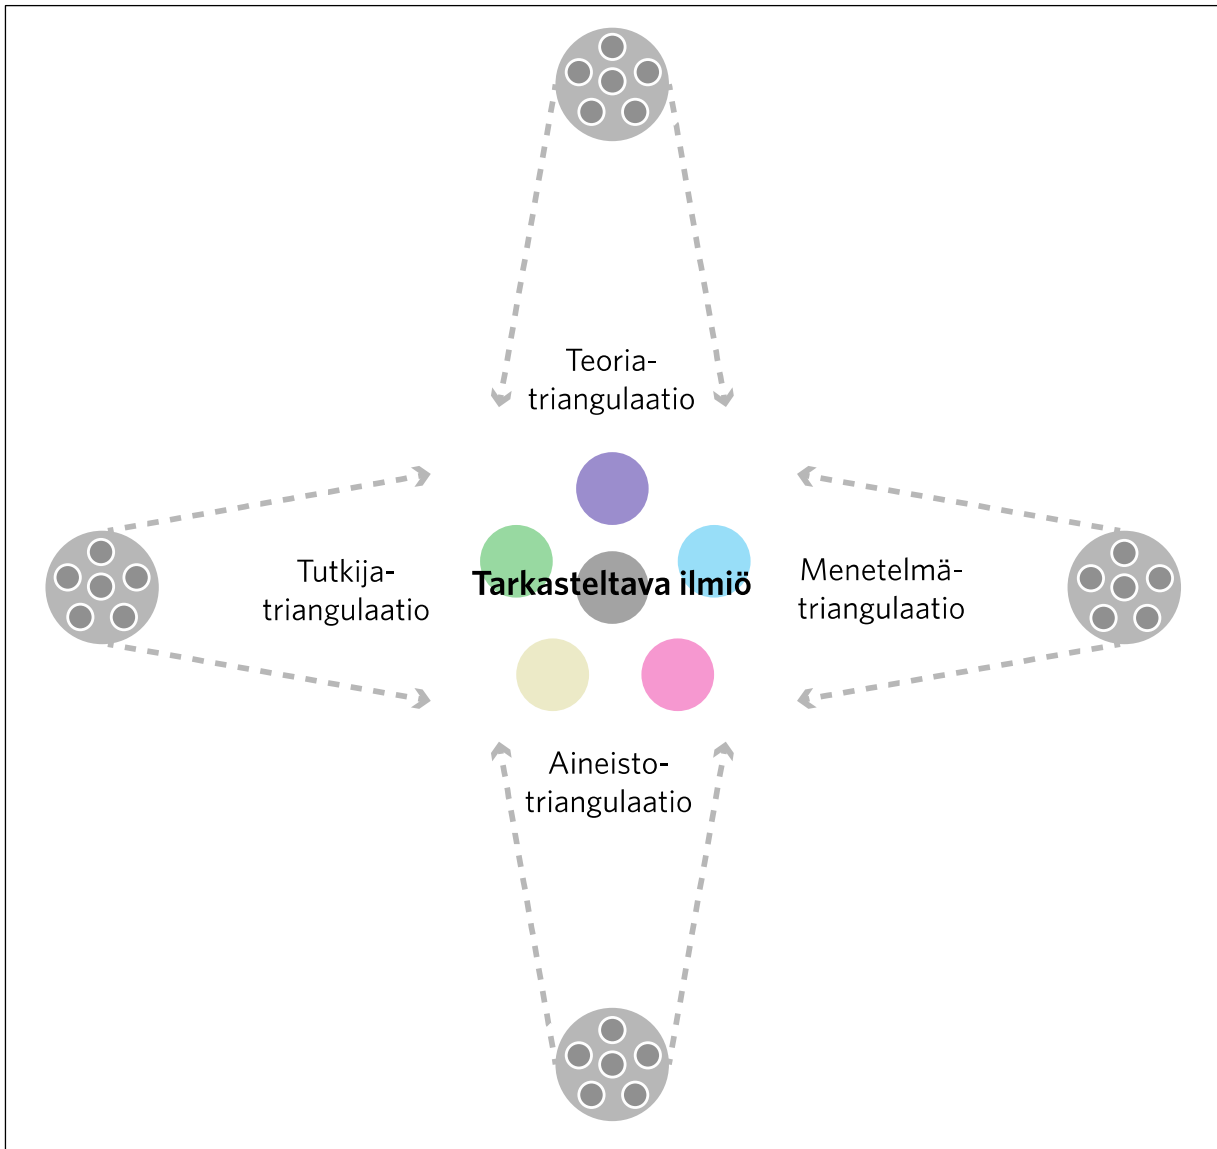 Teoria-
triangulaatio
Tutkija-
triangulaatio
Tarkasteltava ilmiö
Menetelmä-
triangulaatio
Aineisto-
triangulaatio